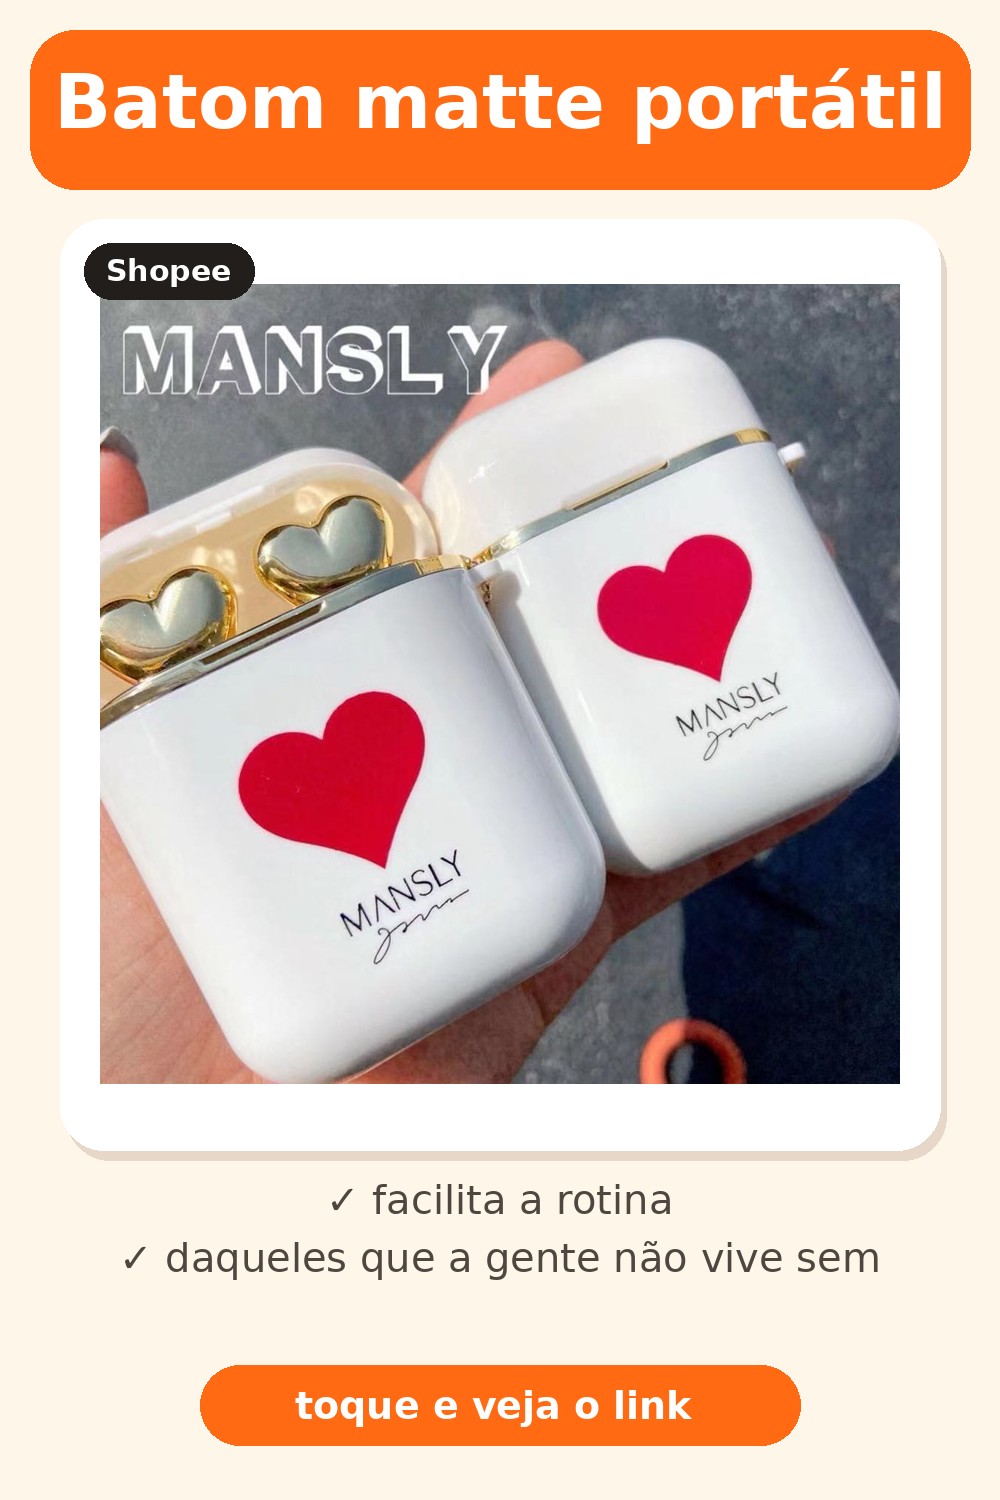 Batom matte portátil
Shopee
MANSLY
MANSLY
MANSLY
✓ facilita a rotina
✓ daqueles que a gente não vive sem
toque e veja o link